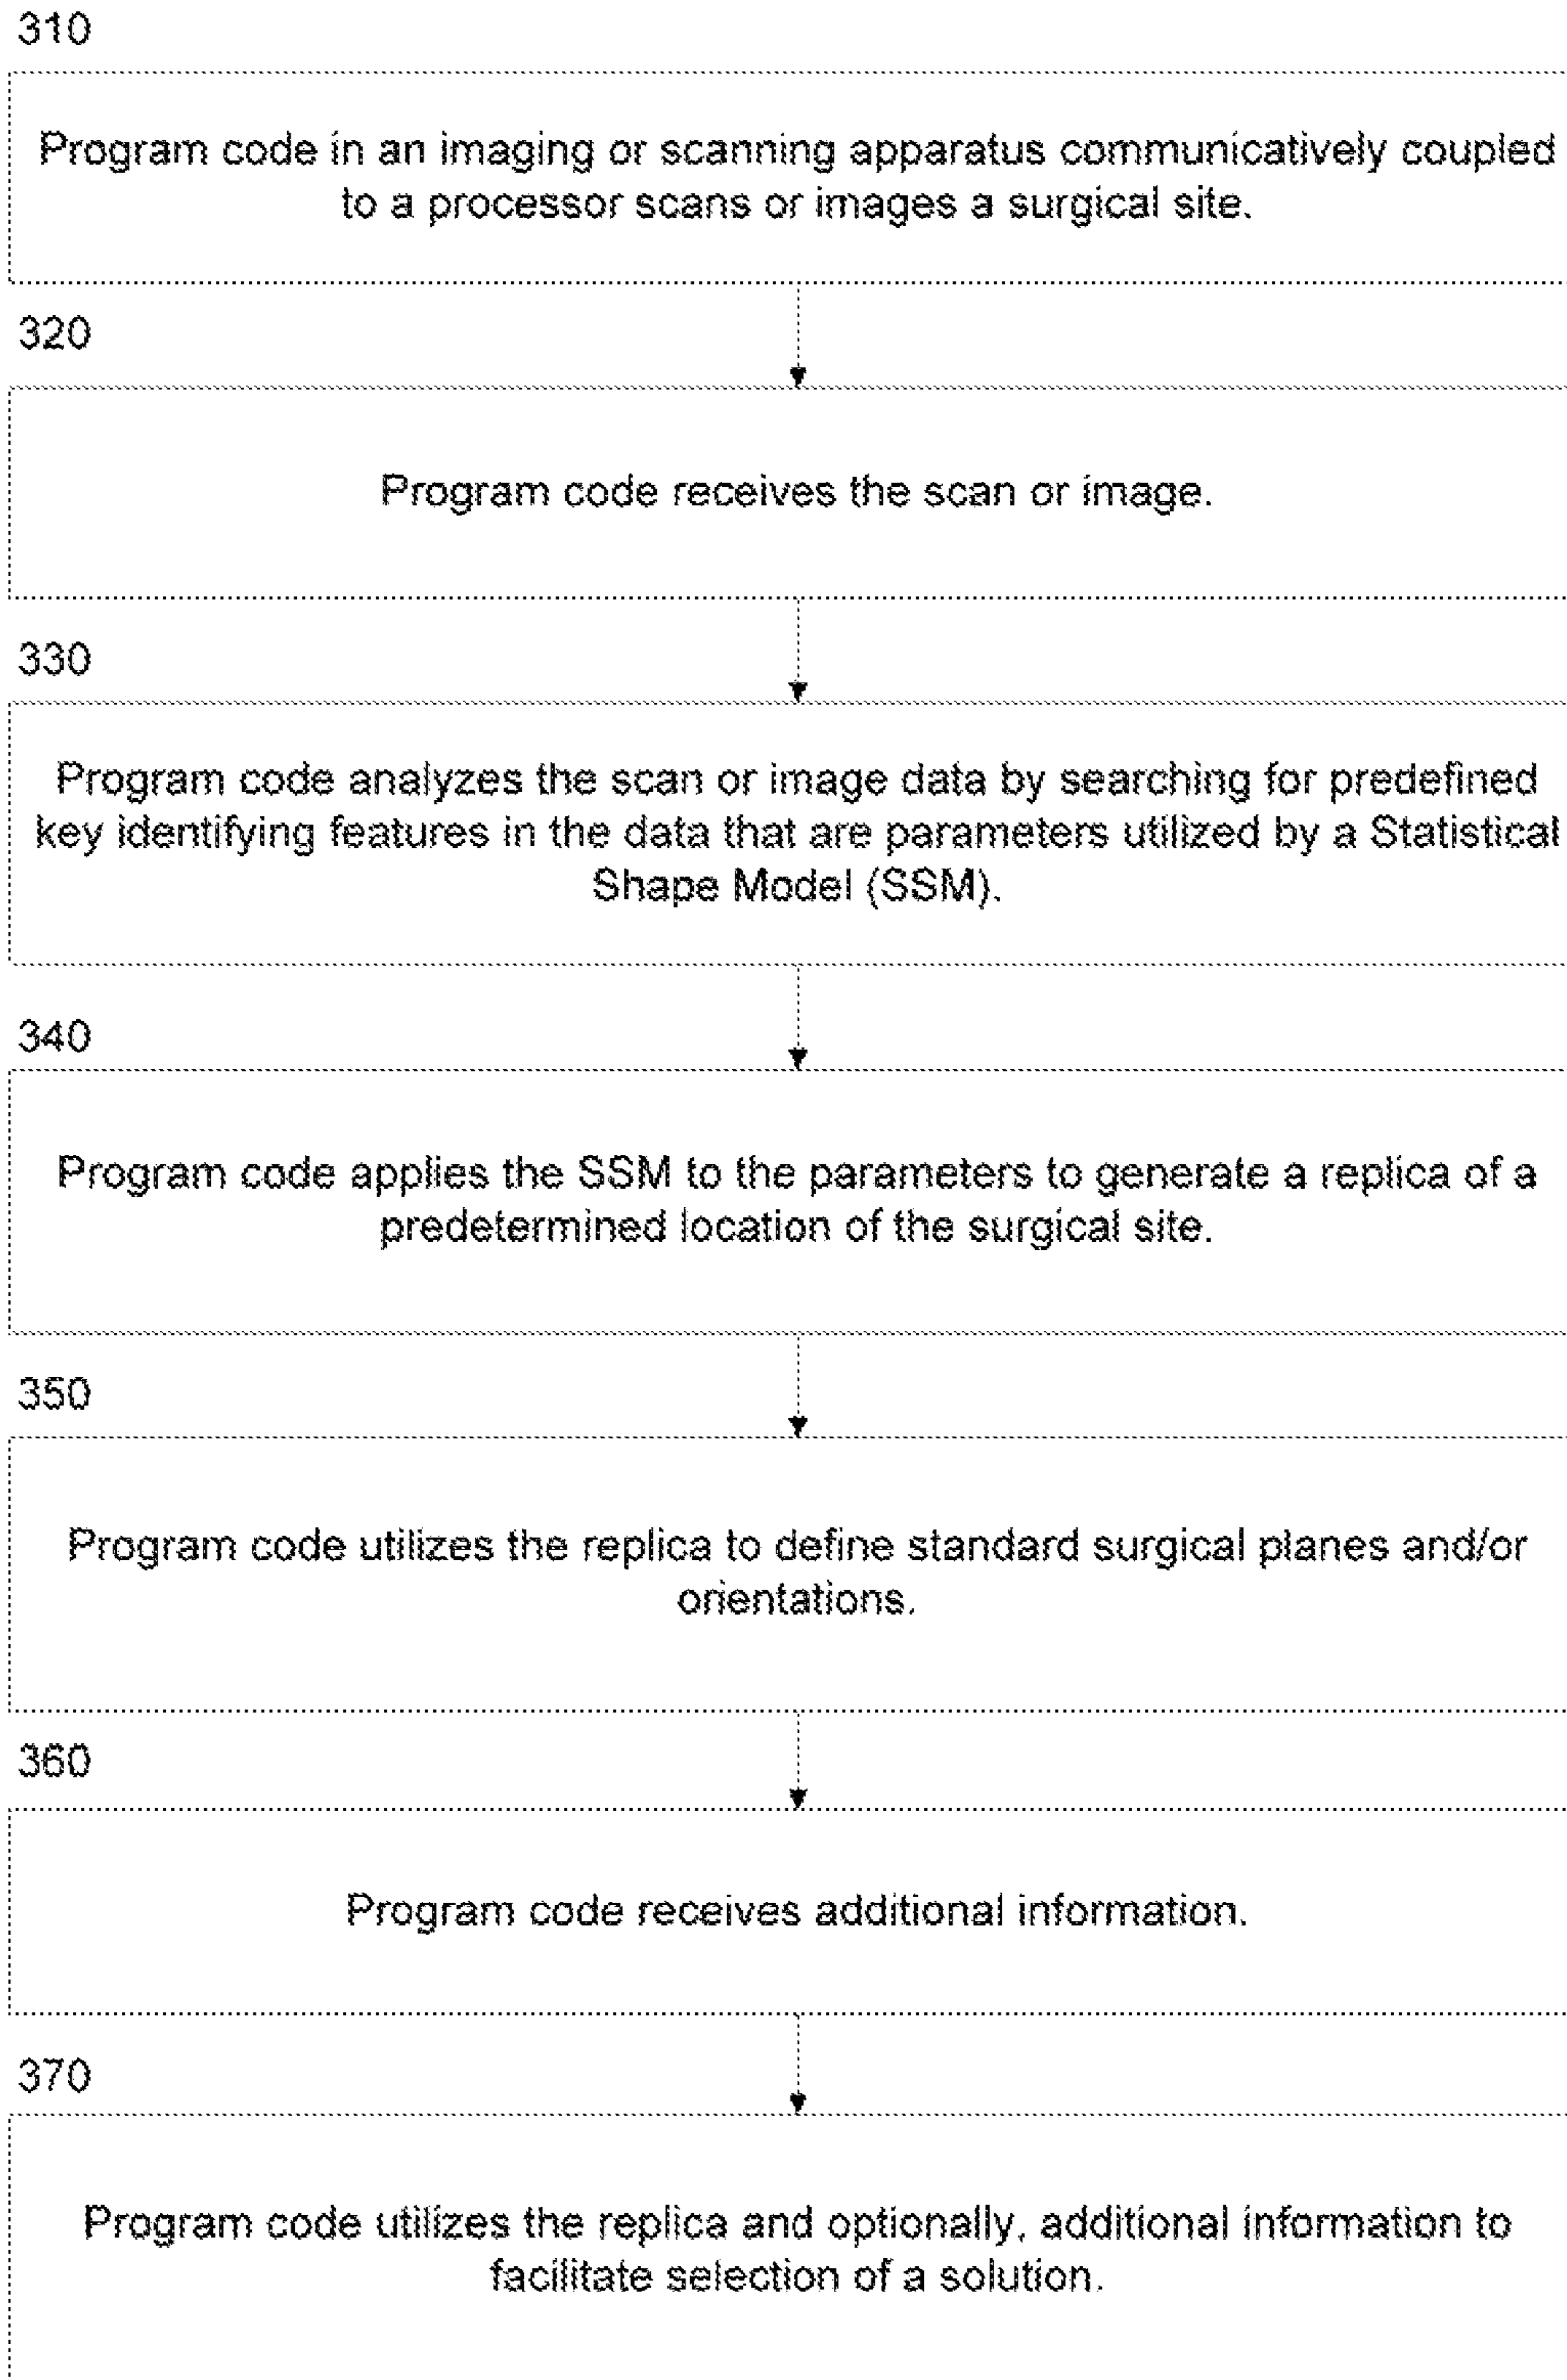 310
Program code in an imaging or scanning apparatus communicatively coupled
to a processor scans or images a surgical site.
320
Program code receives the scan or image.
330
Program code analyzes the scan or image data by searching for predefined
key identifying features in the data that are parameters utilized by a Statistical
Shape Model (SSM).
340
Program code applies the SSM to the parameters to generate a replica of a
predetermined location of the surgical site.
350
Program code utilizes the replica to define standard surgical planes and/or
orientations.
360
Program code receives additional information.
370
Program code utilizes the replica and optionally, additional information to
facilitate selection of a solution.